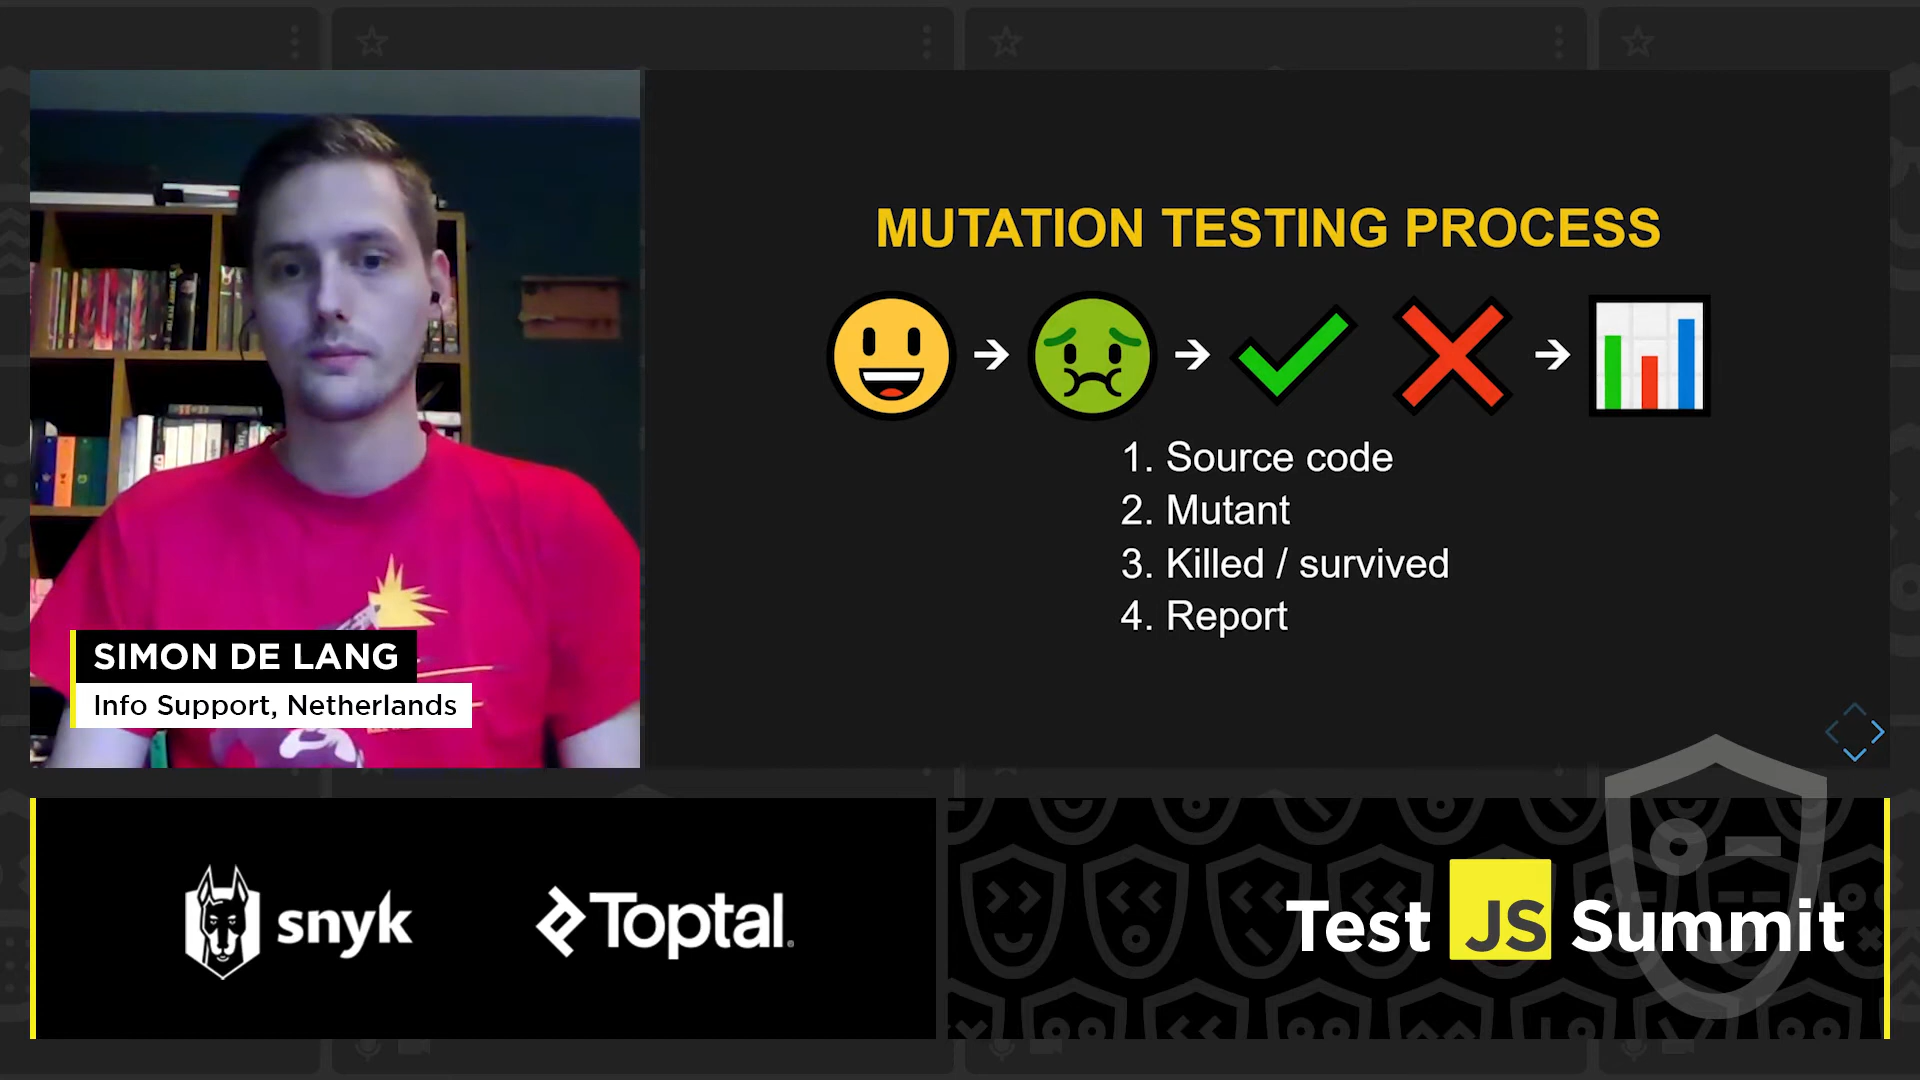 MUTATION TESTING PROCESS
1. Source code
2. Mutant
3. Killed / survived
4. Report
SIMON DE LANG
Info Support, Netherlands
snyk
Toptal
Test JS Summit